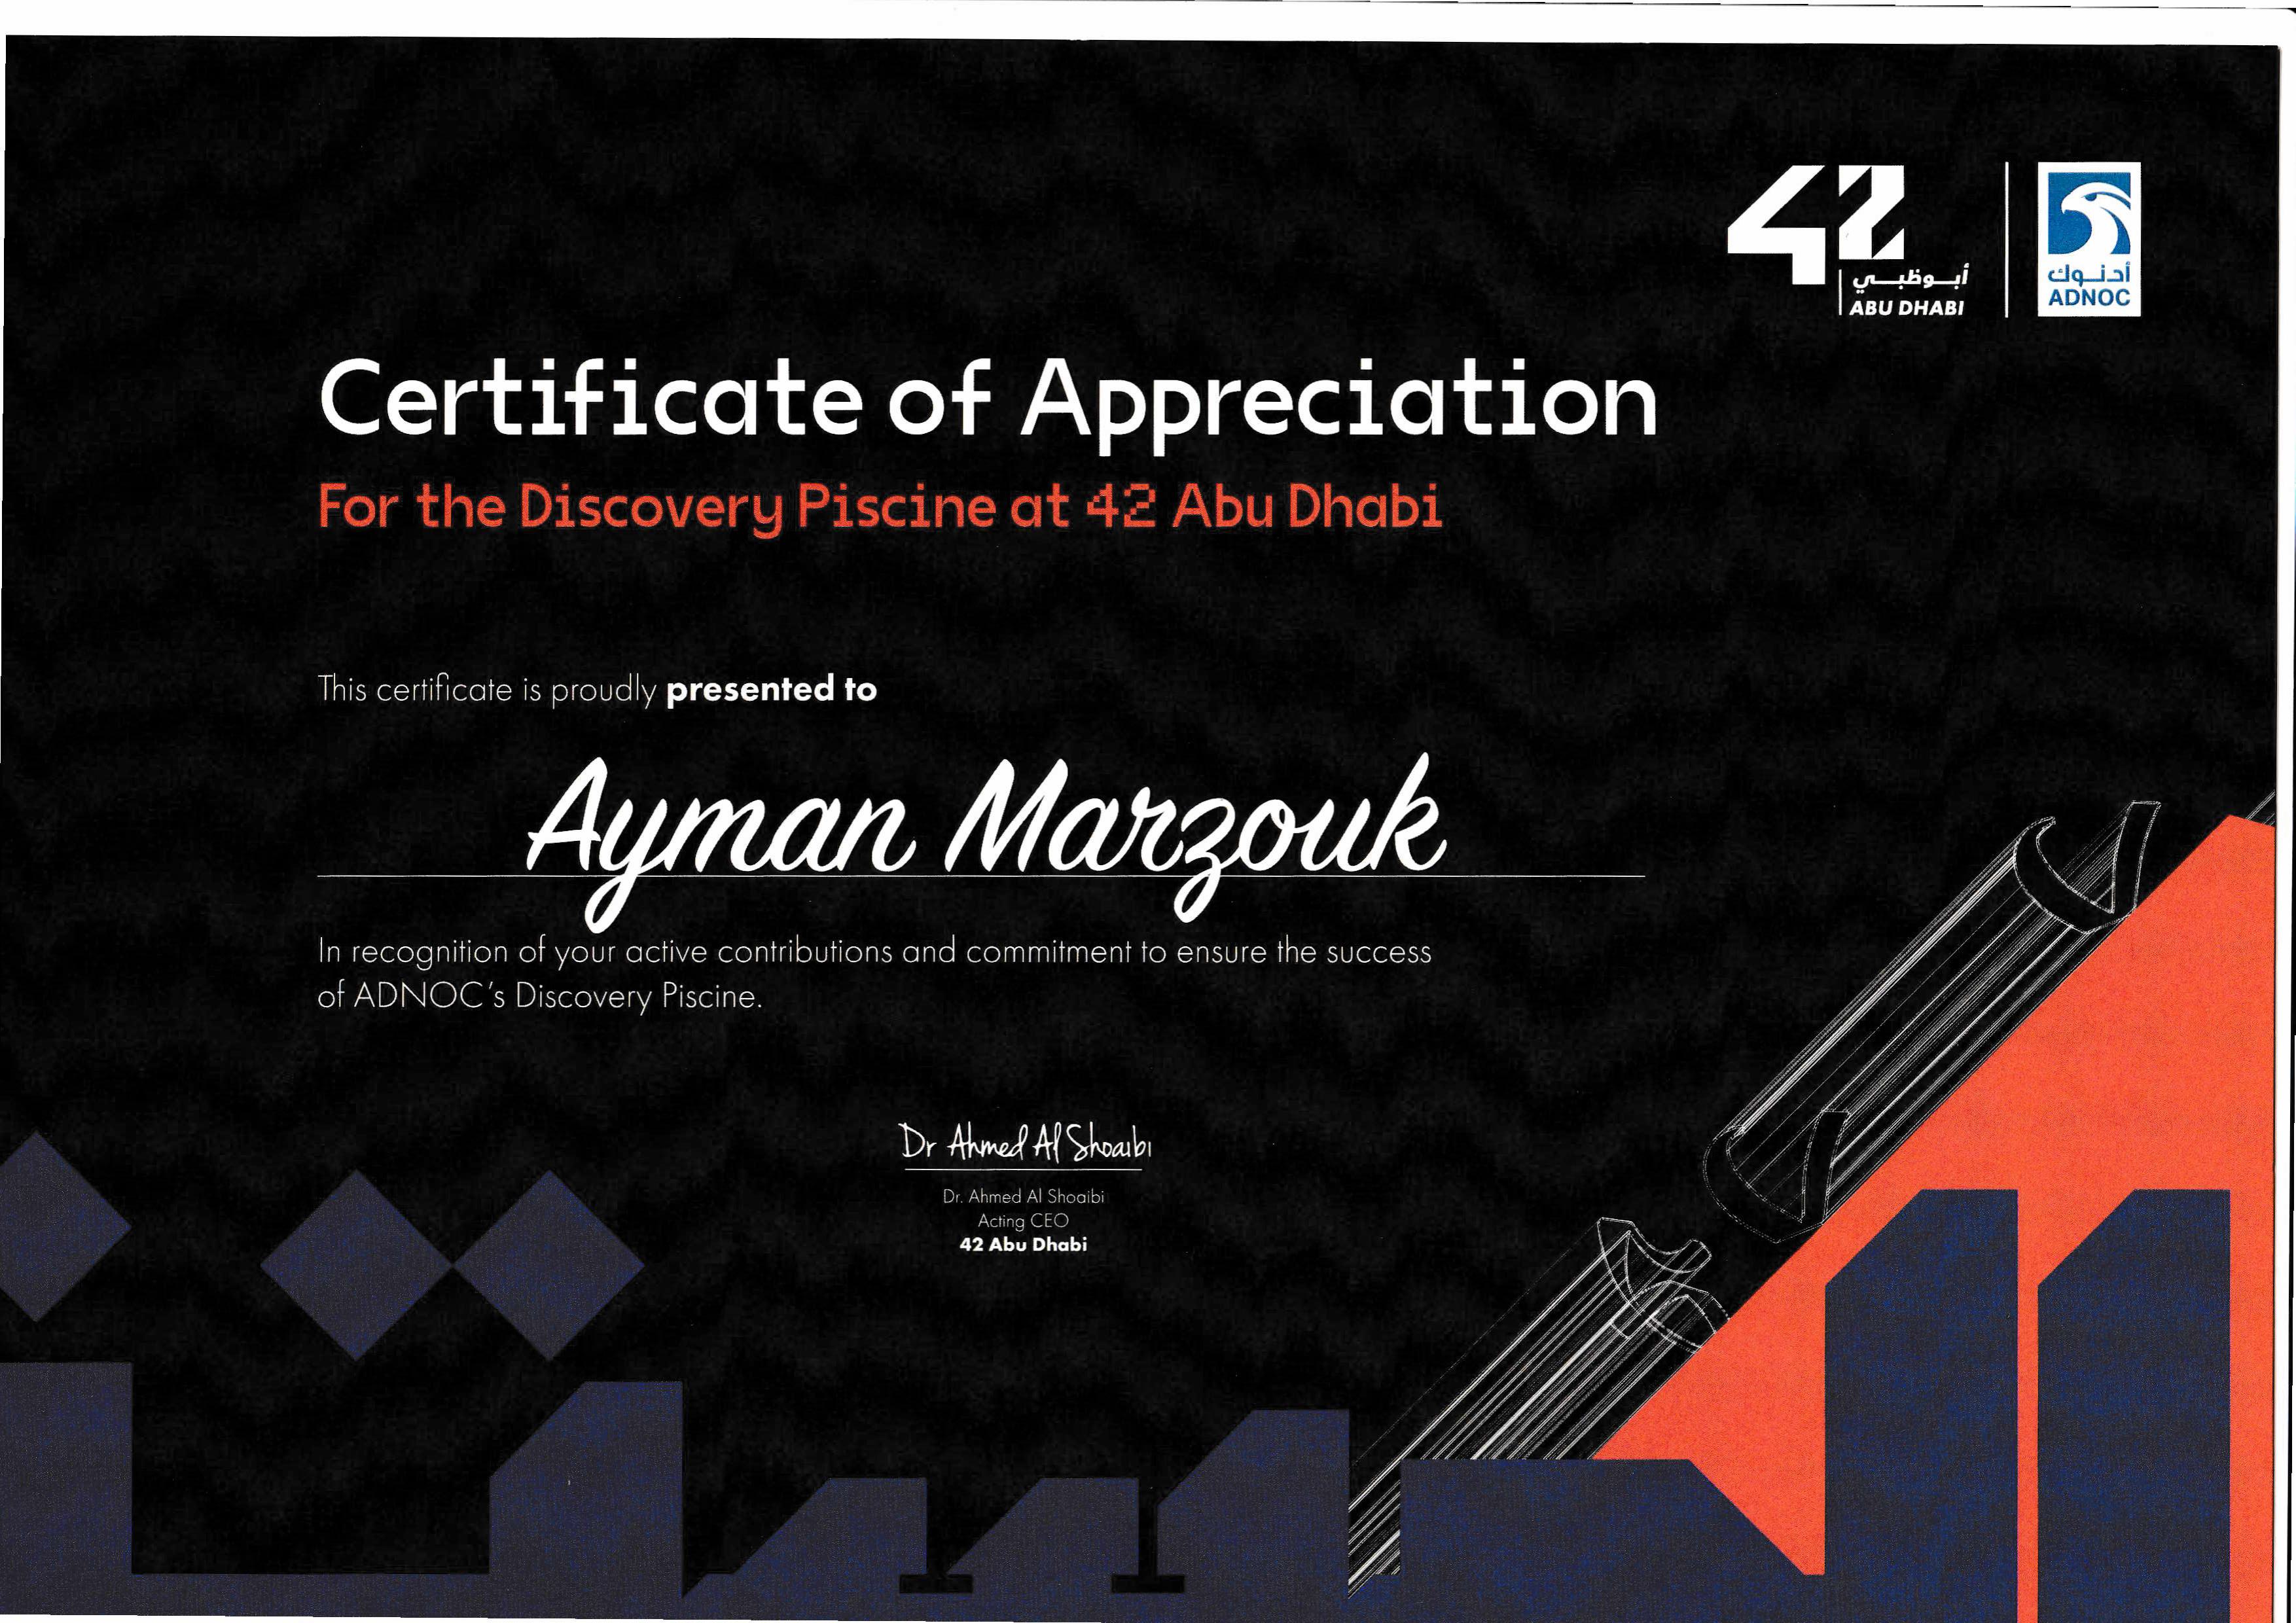 42
أبوظبي
ABU DHABI
أدنوك
ADNOC
Certificate of Appreciation
For the Discovery Piscine at 42 Abu Dhabi
This certificate is proudly presented to
Ayman Marzouk
In recognition of your active contributions and commitment to ensure the success
of ADNOC's Discovery Piscine.
Dr Ahmed Al Shoaibi
Dr. Ahmed Al Shoaibi
Acting CEO
42 Abu Dhabi